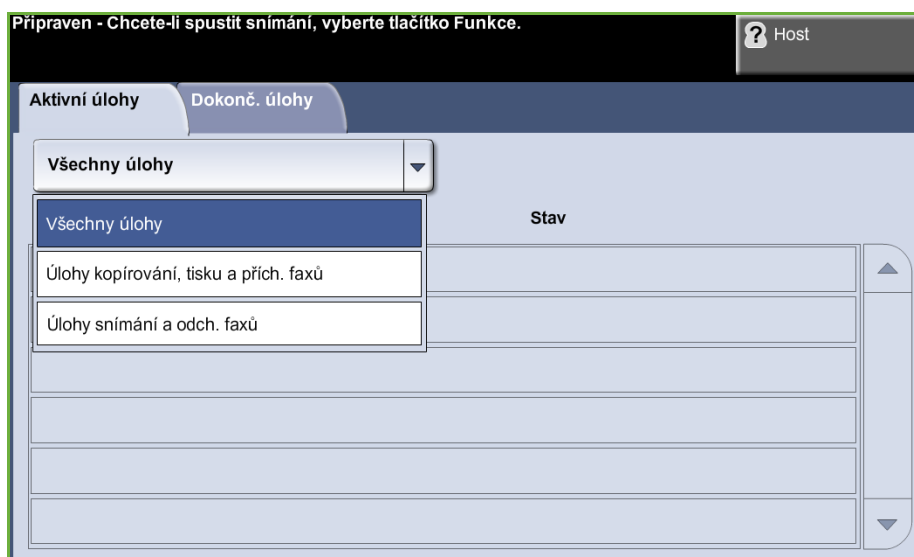 Připraven - Chcete-li spustit snímání, vyberte tlačítko Funkce.
? Host
Aktivní úlohy
Dokonč. úlohy
Všechny úlohy
Stav
Všechny úlohy
Úlohy kopírování, tisku a přích. faxů
Úlohy snímání a odch. faxů